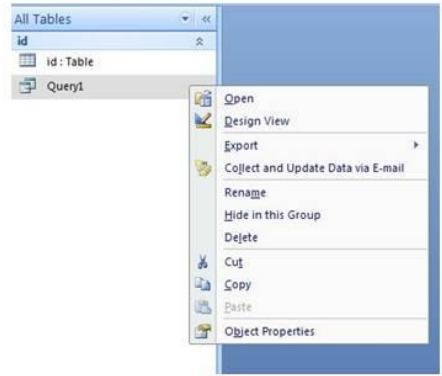 All Tables
id
id : Table
Query1
Open
Design View
Export
Collect and Update Data via E-mail
Rename
Hide in this Group
Delete
Cut
Copy
Paste
Object Properties